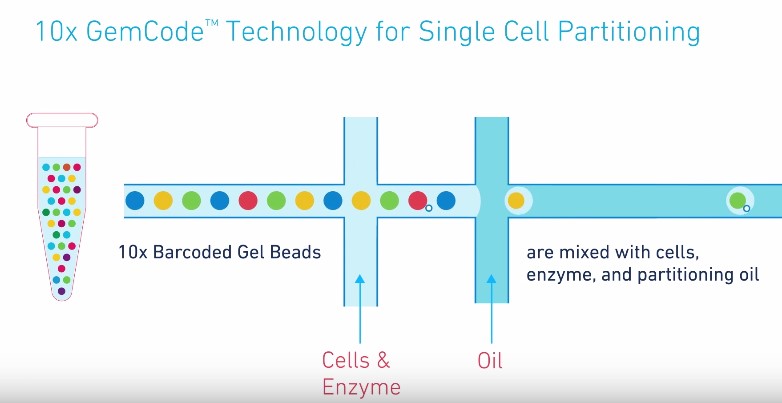 10x GemCode™ Technology for Single Cell Partitioning
10x Barcoded Gel Beads
are mixed with cells,
enzyme, and partitioning oil
Cells &
Enzyme
Oil